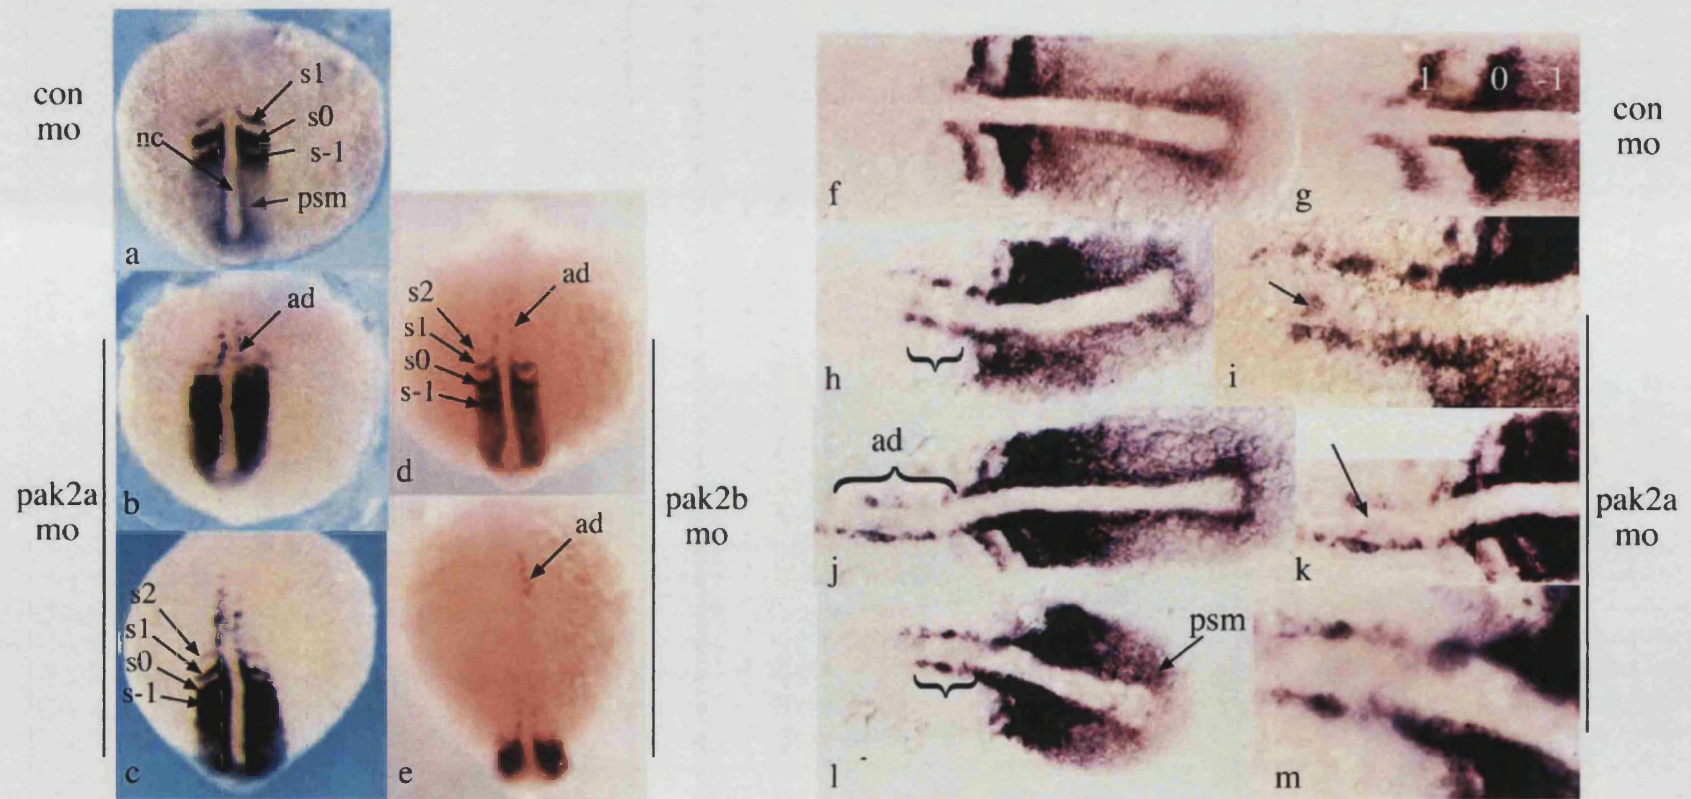 con
mo
s1
s0
s-1
nc
psm
a
ad
b
pak2a
mo
s2
s1
s0
s-1
c
ad
s2
s1
s0
s-1
d
pak2b
mo
ad
e
f
1 0 -1
g
con
mo
h
i
ad
j
k
pak2a
mo
psm
l
m